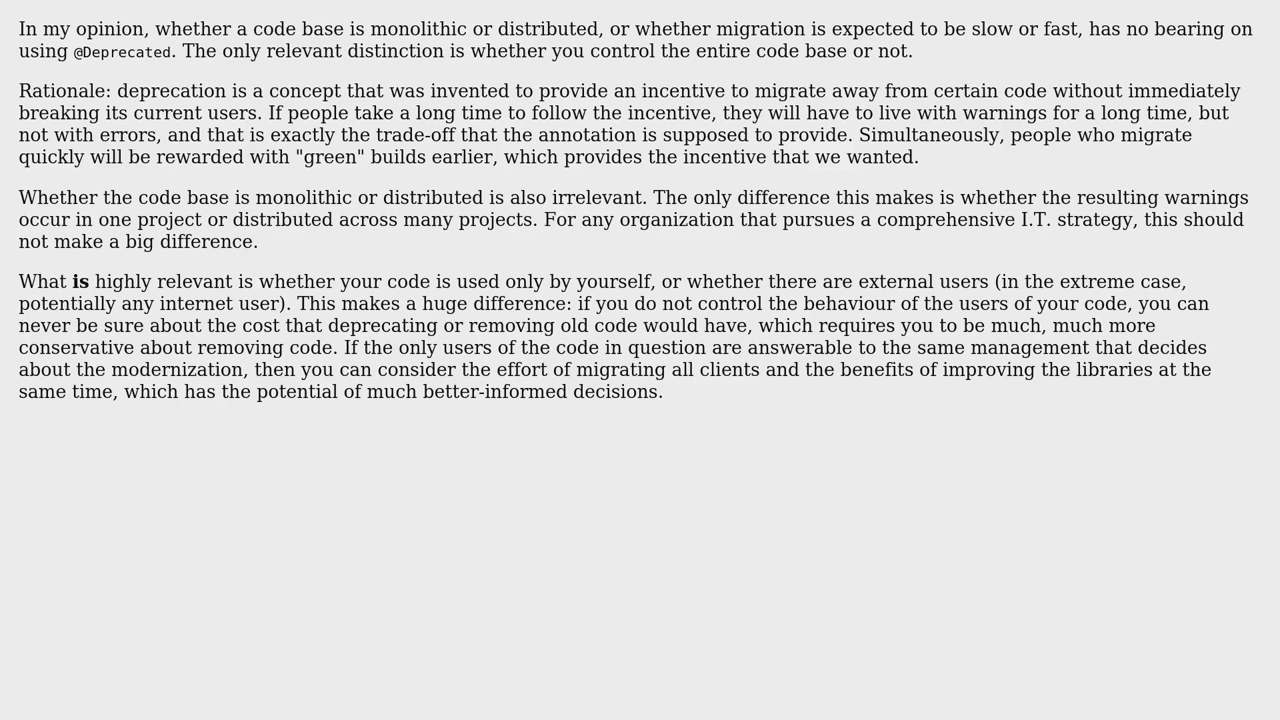 In my opinion, whether a code base is monolithic or distributed, or whether migration is expected to be slow or fast, has no bearing on
using @Deprecated. The only relevant distinction is whether you control the entire code base or not.
Rationale: deprecation is a concept that was invented to provide an incentive to migrate away from certain code without immediately
breaking its current users. If people take a long time to follow the incentive, they will have to live with warnings for a long time, but
not with errors, and that is exactly the trade-off that the annotation is supposed to provide. Simultaneously, people who migrate
quickly will be rewarded with "green" builds earlier, which provides the incentive that we wanted.
Whether the code base is monolithic or distributed is also irrelevant. The only difference this makes is whether the resulting warnings
occur in one project or distributed across many projects. For any organization that pursues a comprehensive I.T. strategy, this should
not make a big difference.
What is highly relevant is whether your code is used only by yourself, or whether there are external users (in the extreme case,
potentially any internet user). This makes a huge difference: if you do not control the behaviour of the users of your code, you can
never be sure about the cost that deprecating or removing old code would have, which requires you to be much, much more
conservative about removing code. If the only users of the code in question are answerable to the same management that decides
about the modernization, then you can consider the effort of migrating all clients and the benefits of improving the libraries at the
same time, which has the potential of much better-informed decisions.